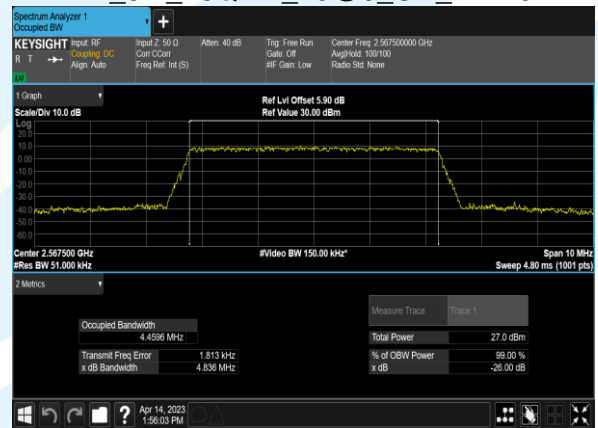 Spectrum Analyzer 1
Occupied BW
+
KEYSIGHT Input: RF Input Z: 50 Ω Atten: 40 dB Trig: Free Run Center Freq: 2.567500000 GHz
R T Coupling: DC Corr CCorr Gate: Off Avg|Hold: 100/100
Align: Auto Freq Ref: Int (S) #IF Gain: Low Radio Std: None
1 Graph
Ref Lvl Offset 5.90 dB
Scale/Div 10.0 dB Ref Value 30.00 dBm
Log
20.0
10.0
0.00
-10.0
-20.0
-30.0
-40.0
-50.0
-60.0
Center 2.567500 GHz #Video BW 150.00 kHz* Span 10 MHz
#Res BW 51.000 kHz Sweep 4.80 ms (1001 pts)
2 Metrics
Measure Trace Trace 1
Occupied Bandwidth
4.4596 MHz Total Power 27.0 dBm
Transmit Freq Error 1.813 kHz % of OBW Power 99.00 %
x dB Bandwidth 4.836 MHz x dB -26.00 dB
? Apr 14, 2023
1:56:03 PM